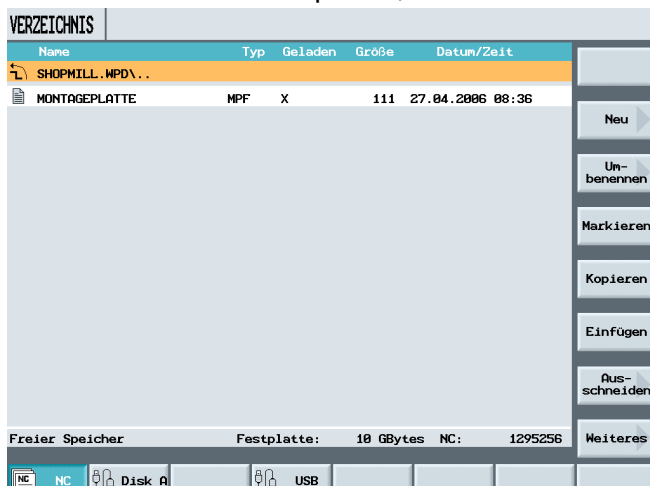 VERZEICHNIS
Name Typ Geladen Größe Datum/Zeit
SHOPMILL.WPD\..
MONTAGEPLATTE MPF X 111 27.04.2006 08:36
Neu
Um-
benennen
Markieren
Kopieren
Einfügen
Aus-
schneiden
Freier Speicher Festplatte: 10 GBytes NC: 1295256
Weiteres
NC NC Disk A USB